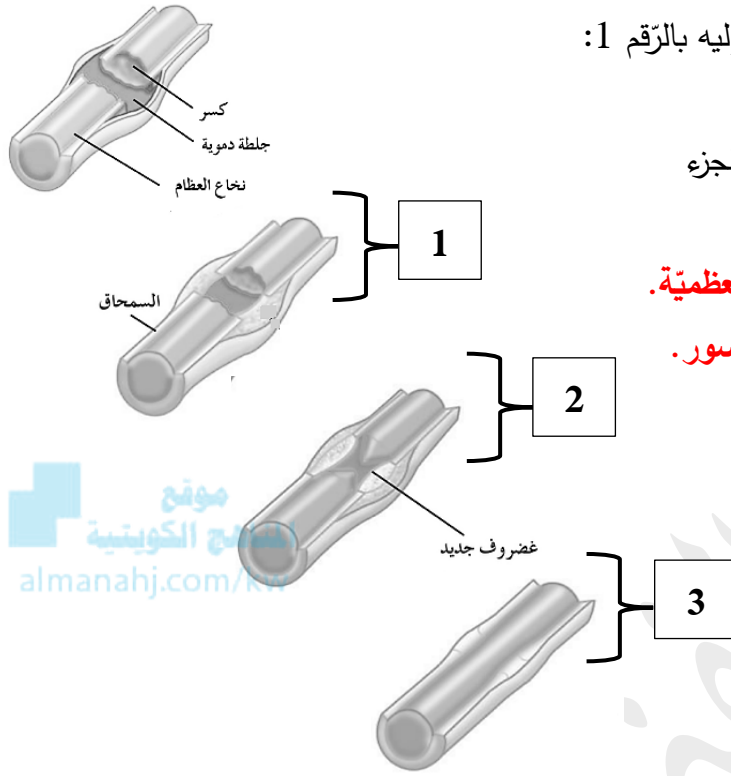 ليه بالرّقم 1:
كسر
جلطة دموية
جزء
نخاع العظام
1
عظميّة.
السمحاق
سور.
2
موقع
المناهج الكويتية
غضروف جديد
almanahj.com/kw
3